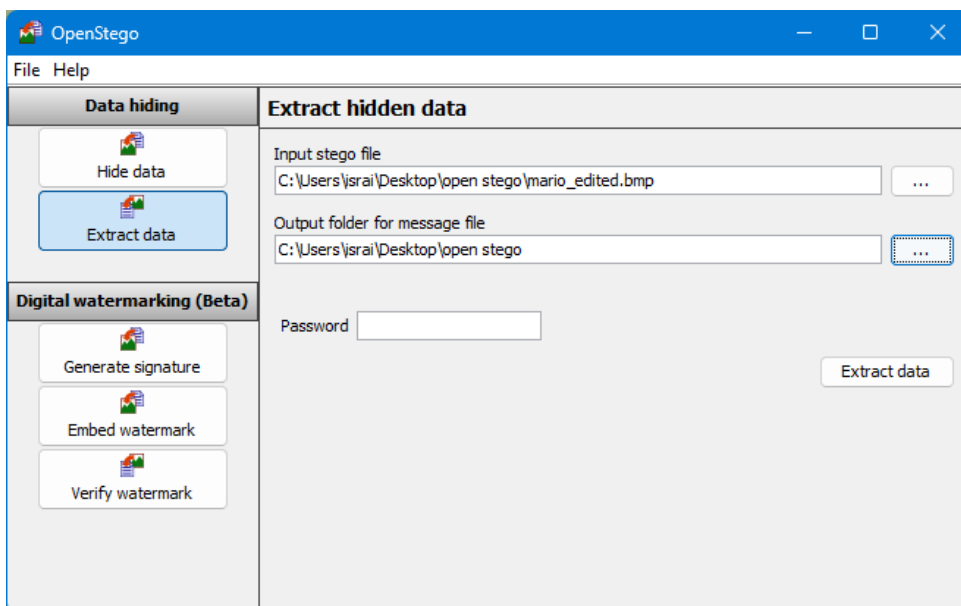 OpenStego
File Help
Data hiding
Hide data
Extract data
Digital watermarking (Beta)
Generate signature
Embed watermark
Verify watermark
Extract hidden data
Input stego file
C:\Users\israi\Desktop\open stego\mario_edited.bmp
...
Output folder for message file
C:\Users\israi\Desktop\open stego
...
Password
Extract data